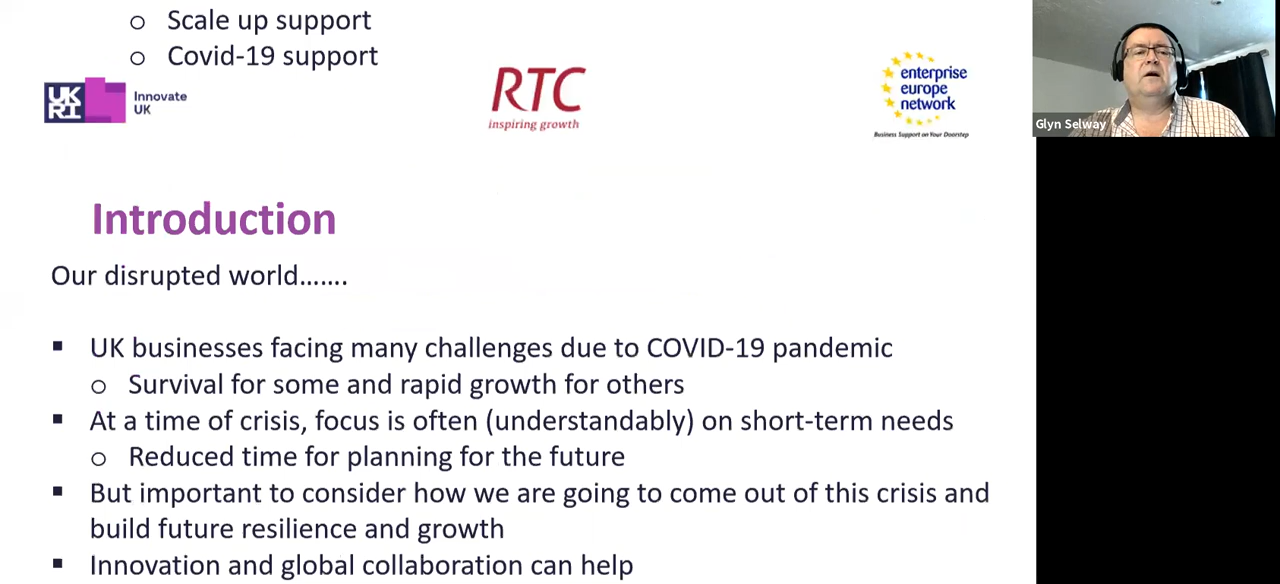 o Scale up support
o Covid-19 support
UK
RI
Innovate
UK
RTC
inspiring growth
enterprise
europe
network
Business Support on Your Doorstep
Glyn Selway
Introduction
Our disrupted world.......
▪ UK businesses facing many challenges due to COVID-19 pandemic
o Survival for some and rapid growth for others
▪ At a time of crisis, focus is often (understandably) on short-term needs
o Reduced time for planning for the future
▪ But important to consider how we are going to come out of this crisis and
build future resilience and growth
▪ Innovation and global collaboration can help